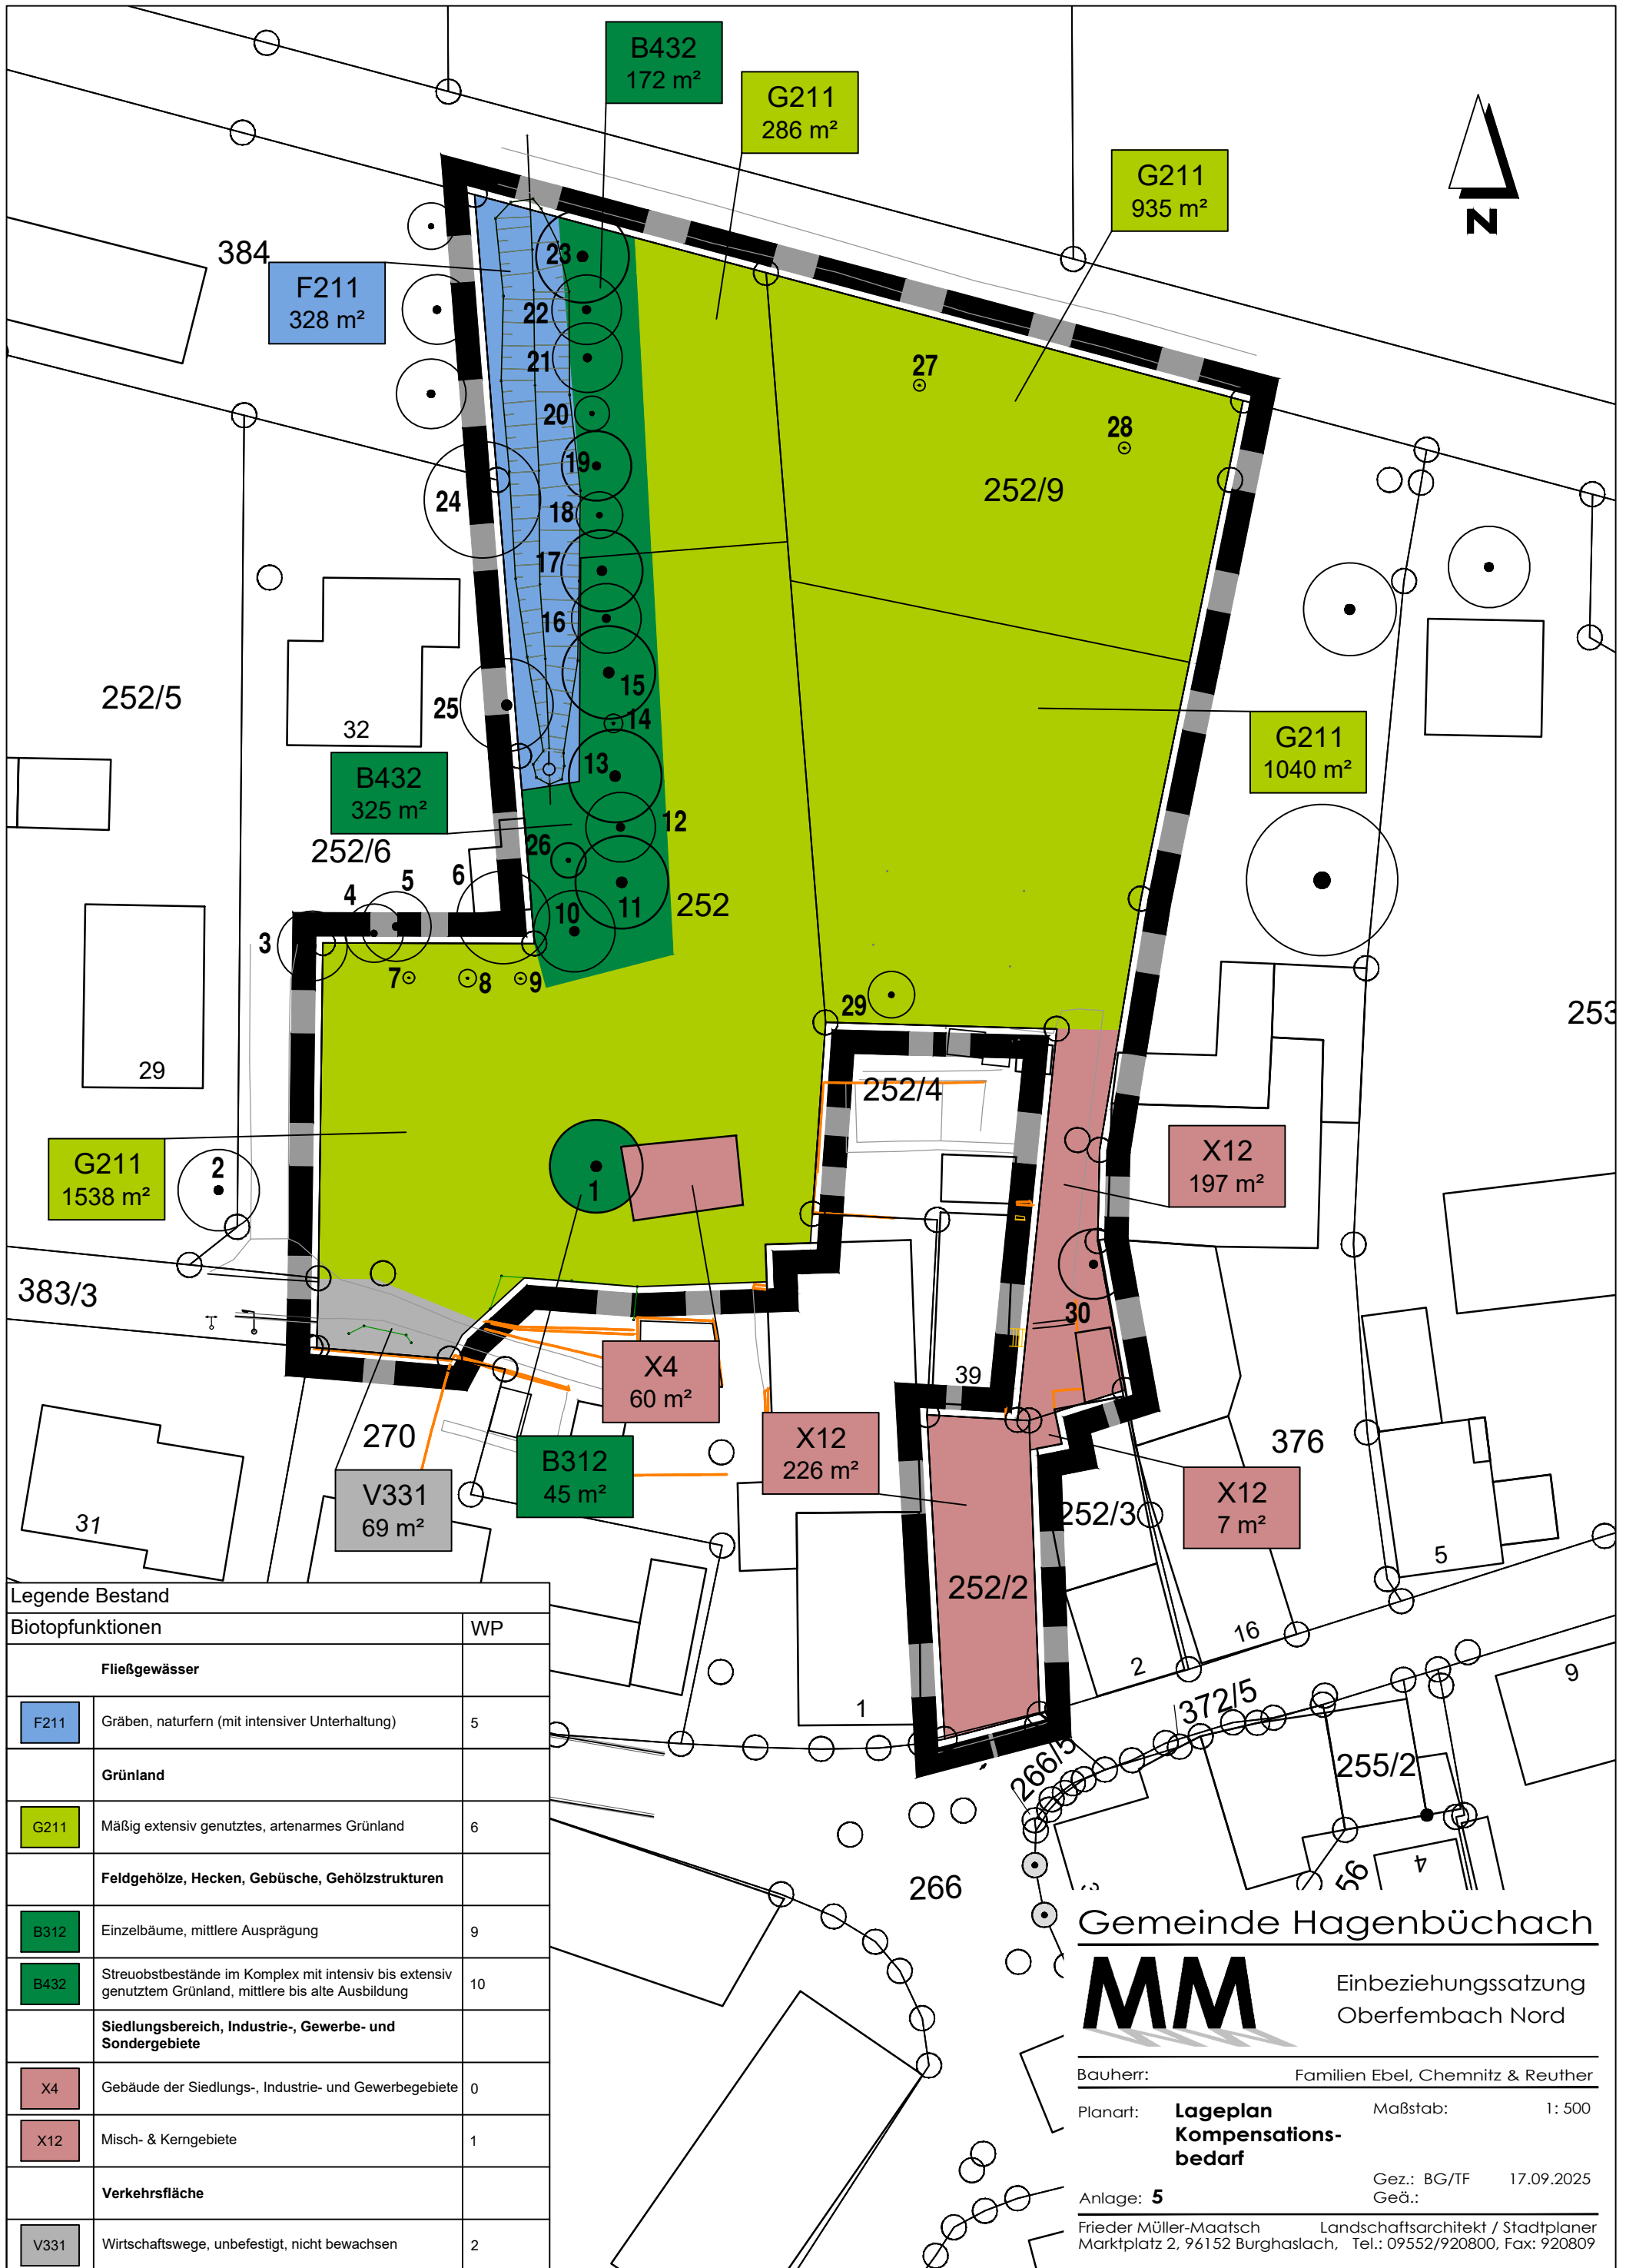 B432
172 m²
G211
286 m²
G211
935 m²
N
384
F211
328 m²
23
22
21
20
19
18
17
16
15
14
13
12
11
10
26
24
25
27
28
252/9
252/5
32
B432
325 m²
252/6
G211
1040 m²
3
4
5
6
7
8
9
252
29
253
29
252/4
G211
1538 m²
2
1
X12
197 m²
383/3
30
X4
60 m²
39
270
X12
226 m²
376
B312
45 m²
V331
69 m²
X12
7 m²
252/3
31
5
252/2
16
2
1
9
372/5
266/5
255/2
266
56
4
3
Legende Bestand
Biotopfunktionen WP
Fließgewässer
F211 Gräben, naturfern (mit intensiver Unterhaltung) 5
Grünland
G211 Mäßig extensiv genutztes, artenarmes Grünland 6
Feldgehölze, Hecken, Gebüsche, Gehölzstrukturen
B312 Einzelbäume, mittlere Ausprägung 9
B432 Streuobstbestände im Komplex mit intensiv bis extensiv
genutztem Grünland, mittlere bis alte Ausbildung 10
Siedlungsbereich, Industrie-, Gewerbe- und
Sondergebiete
X4 Gebäude der Siedlungs-, Industrie- und Gewerbegebiete 0
X12 Misch- & Kerngebiete 1
Verkehrsfläche
V331 Wirtschaftswege, unbefestigt, nicht bewachsen 2
Gemeinde Hagenbüchach
MM
Einbeziehungssatzung
Oberfembach Nord
Bauherr: Familien Ebel, Chemnitz & Reuther
Planart: Lageplan Maßstab: 1: 500
Kompensations-
bedarf
Gez.: BG/TF 17.09.2025
Anlage: 5 Geä.:
Frieder Müller-Maatsch Landschaftsarchitekt / Stadtplaner
Marktplatz 2, 96152 Burghaslach, Tel.: 09552/920800, Fax: 920809